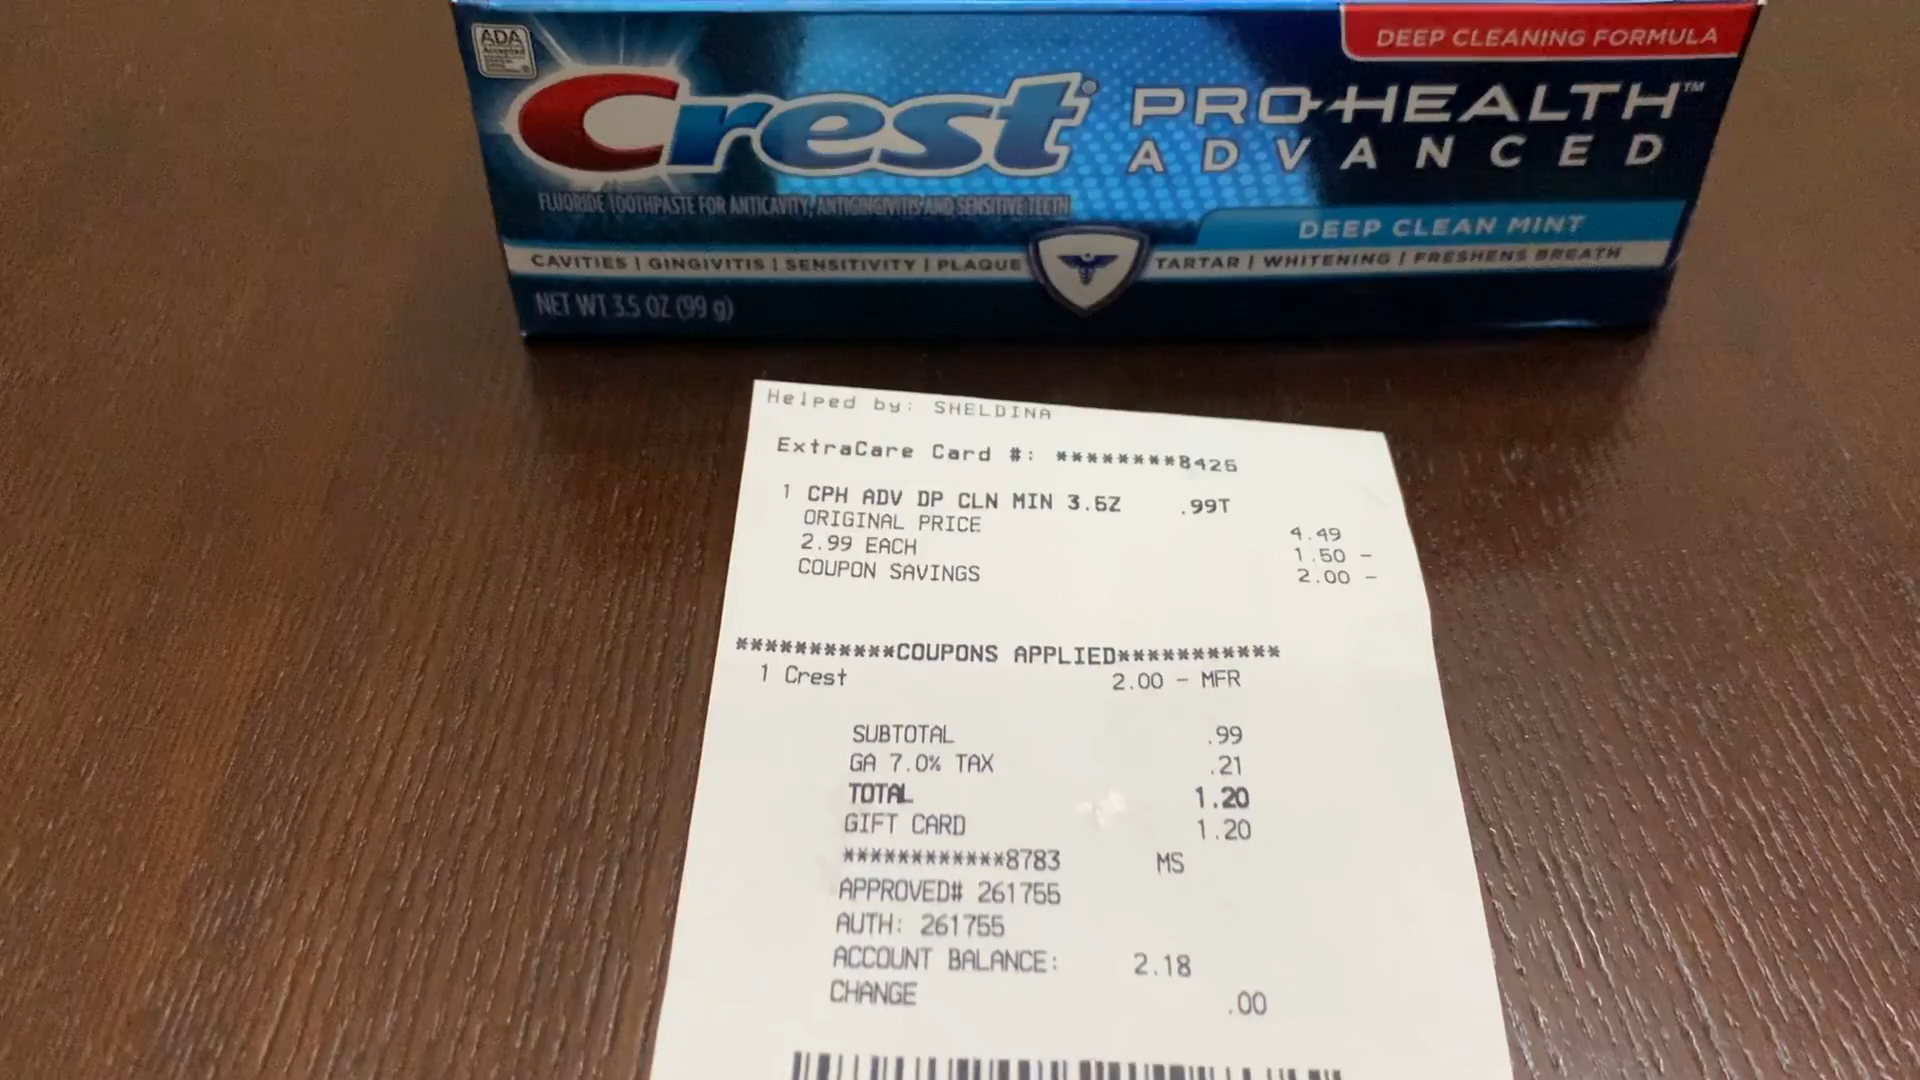 ADA
Accepted
DEEP CLEANING FORMULA
Crest® PRO-HEALTH™
ADVANCED
FLUORIDE TOOTHPASTE FOR ANTICAVITY, ANTIGINGIVITIS AND SENSITIVE TEETH
DEEP CLEAN MINT
CAVITIES | GINGIVITIS | SENSITIVITY | PLAQUE TARTAR | WHITENING | FRESHENS BREATH
NET WT 3.5 OZ (99 g)
Helped by: SHELDINA
ExtraCare Card #: ********8426
1 CPH ADV DP CLN MIN 3.5Z .99T
ORIGINAL PRICE 4.49
2.99 EACH 1.50 -
COUPON SAVINGS 2.00 -
***********COUPONS APPLIED***********
1 Crest 2.00 - MFR
SUBTOTAL .99
GA 7.0% TAX .21
TOTAL 1.20
GIFT CARD 1.20
************8783 MS
APPROVED# 261755
AUTH: 261755
ACCOUNT BALANCE: 2.18
CHANGE .00